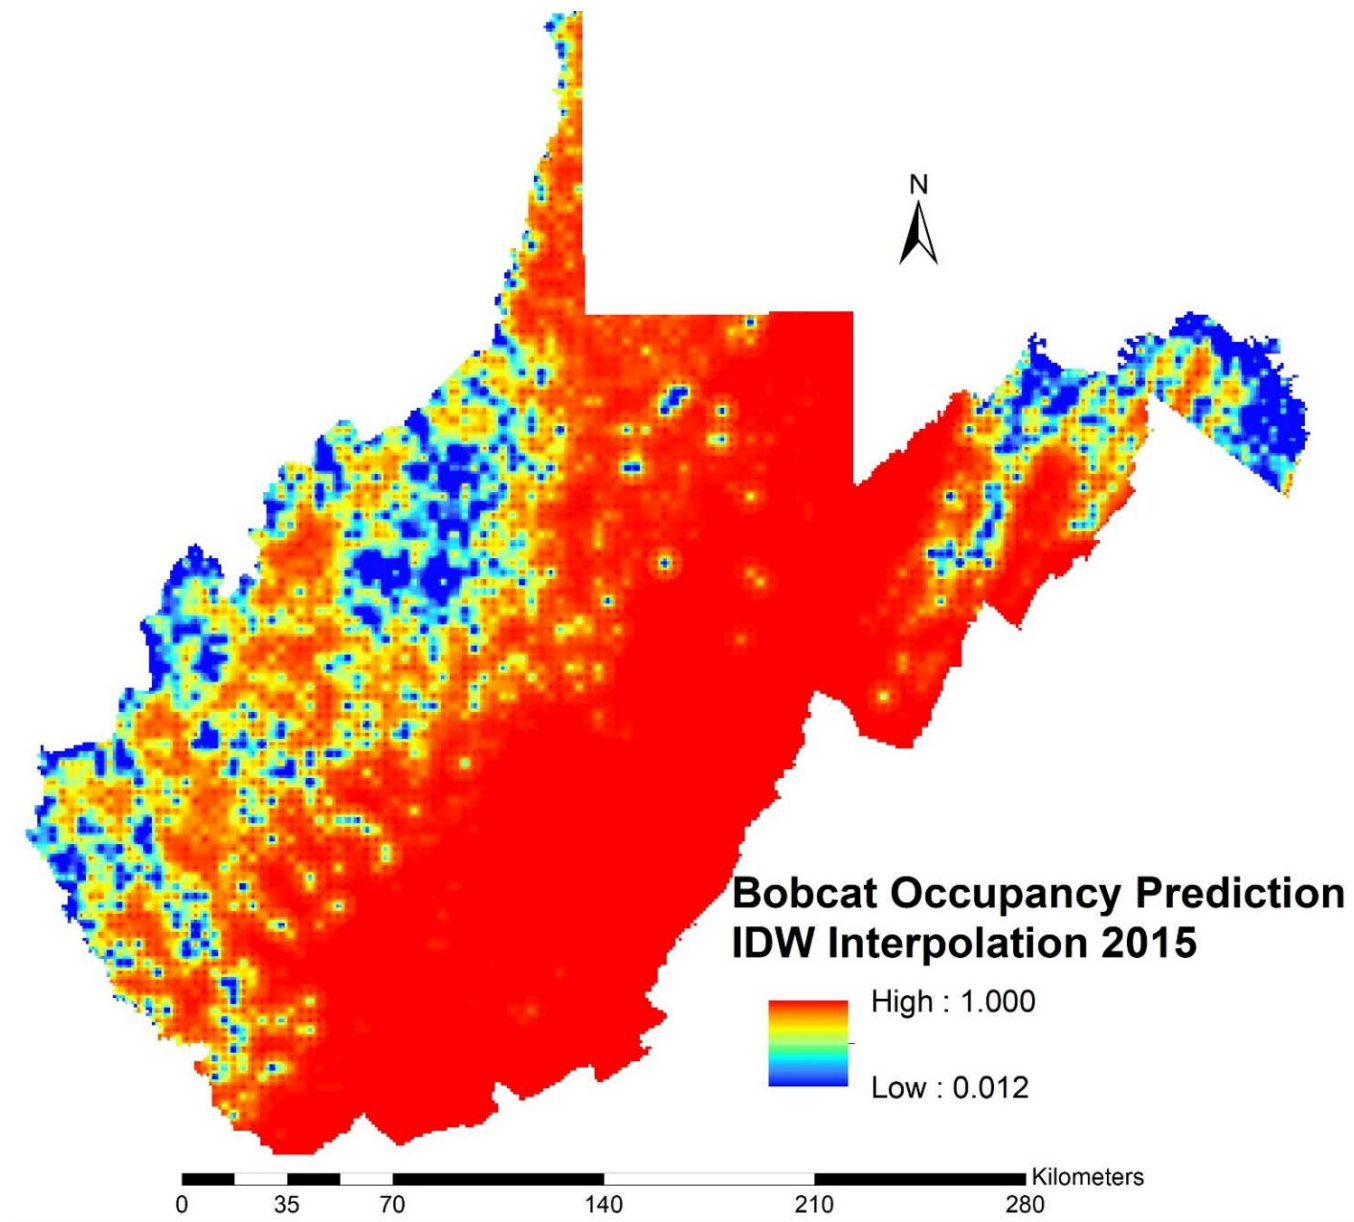 N
Bobcat Occupancy Prediction
IDW Interpolation 2015
High : 1.000
Low : 0.012
Kilometers
0 35 70 140 210 280